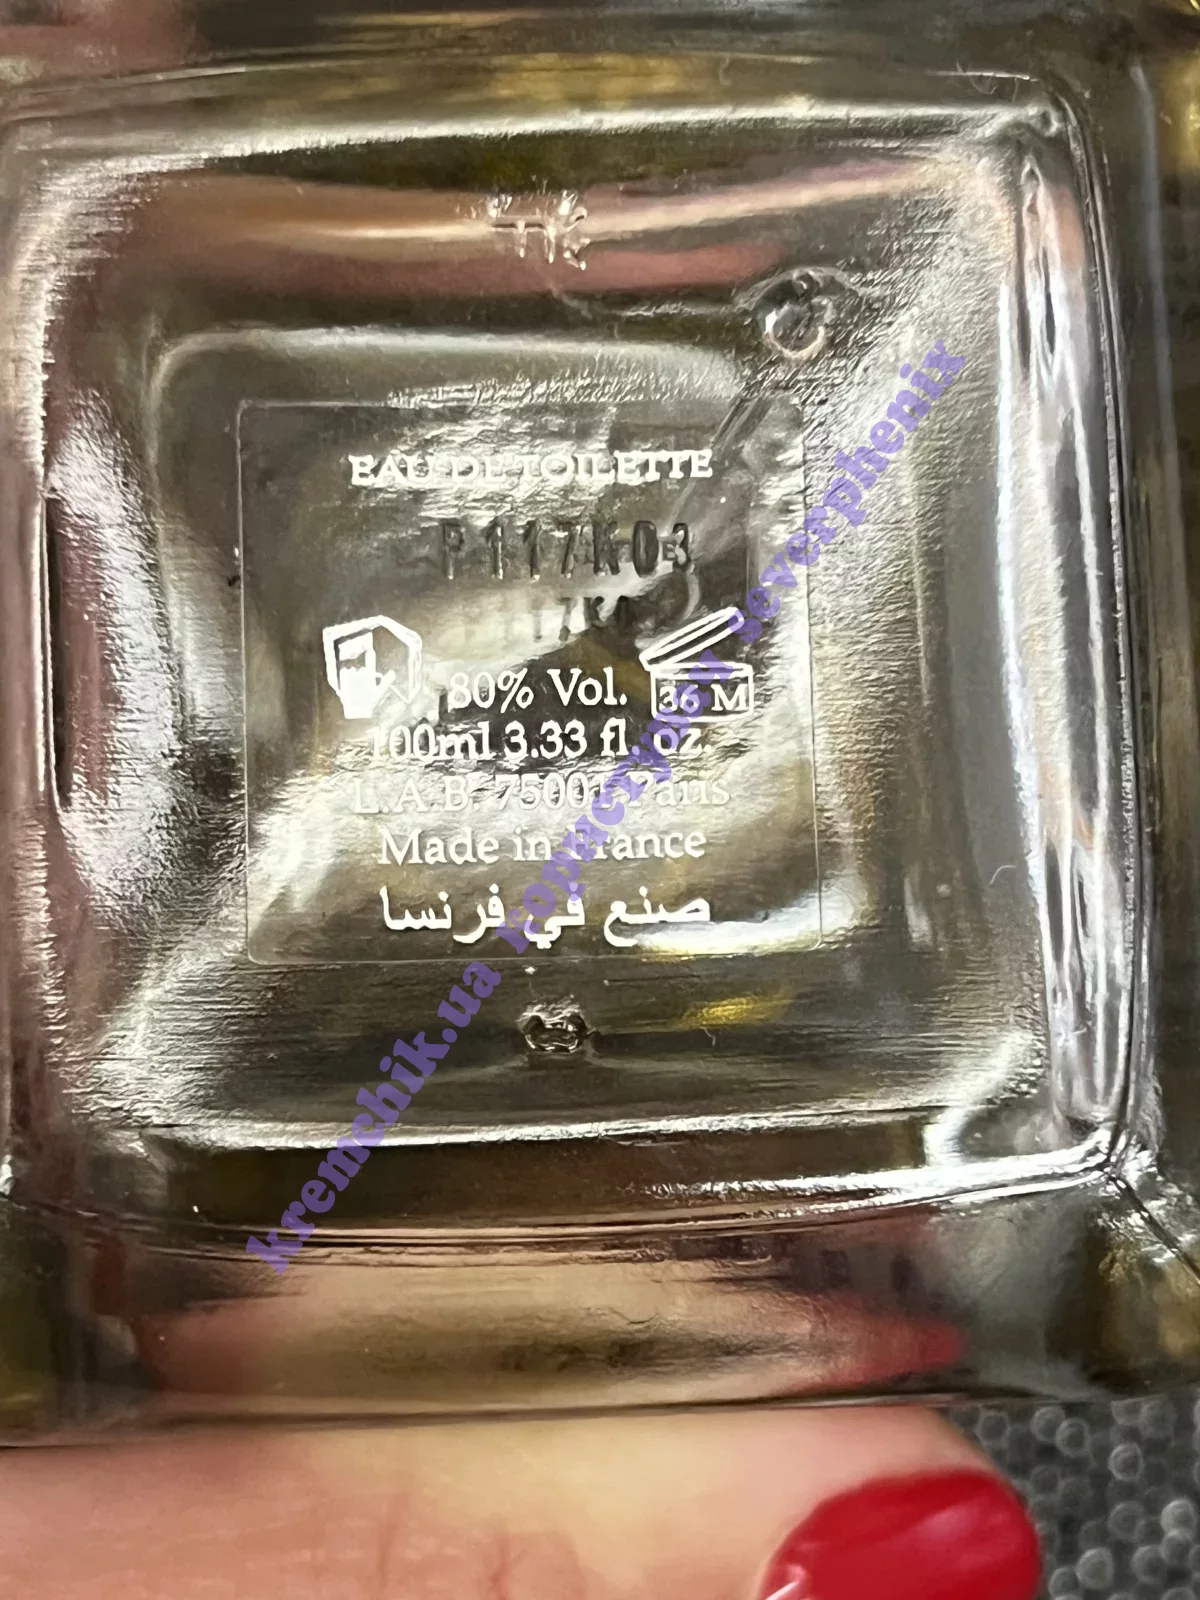 EAU DE TOILETTE
P117K03
80% Vol. 36 M
100ml 3.33 fl. oz.
L.A.B. 75001 Paris
Made in France
صنع في فرنسا
kremchik.ua користувач severphenix